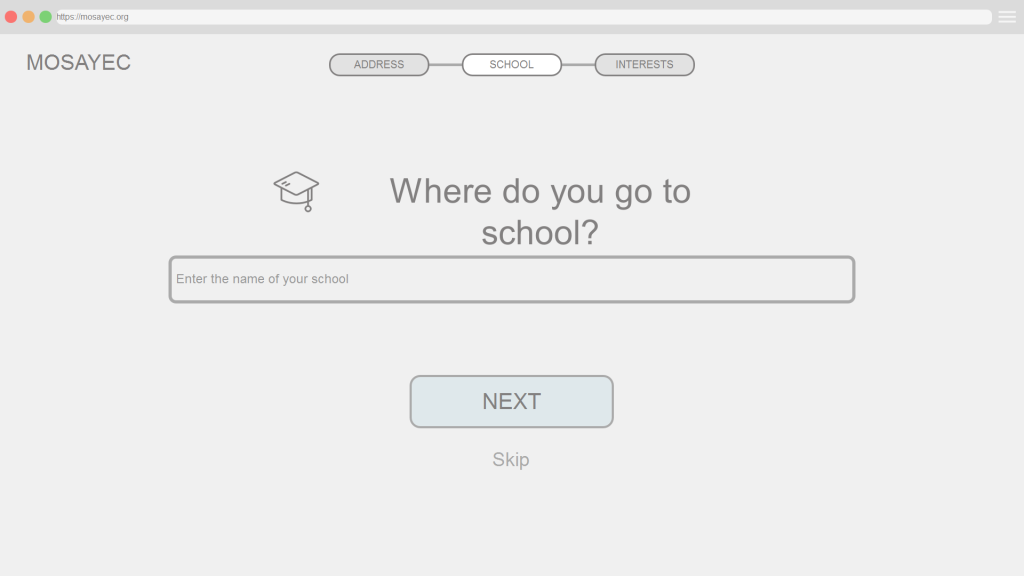 https://mosayec.org
MOSAYEC
ADDRESS
SCHOOL
INTERESTS
Where do you go to
school?
Enter the name of your school
NEXT
Skip